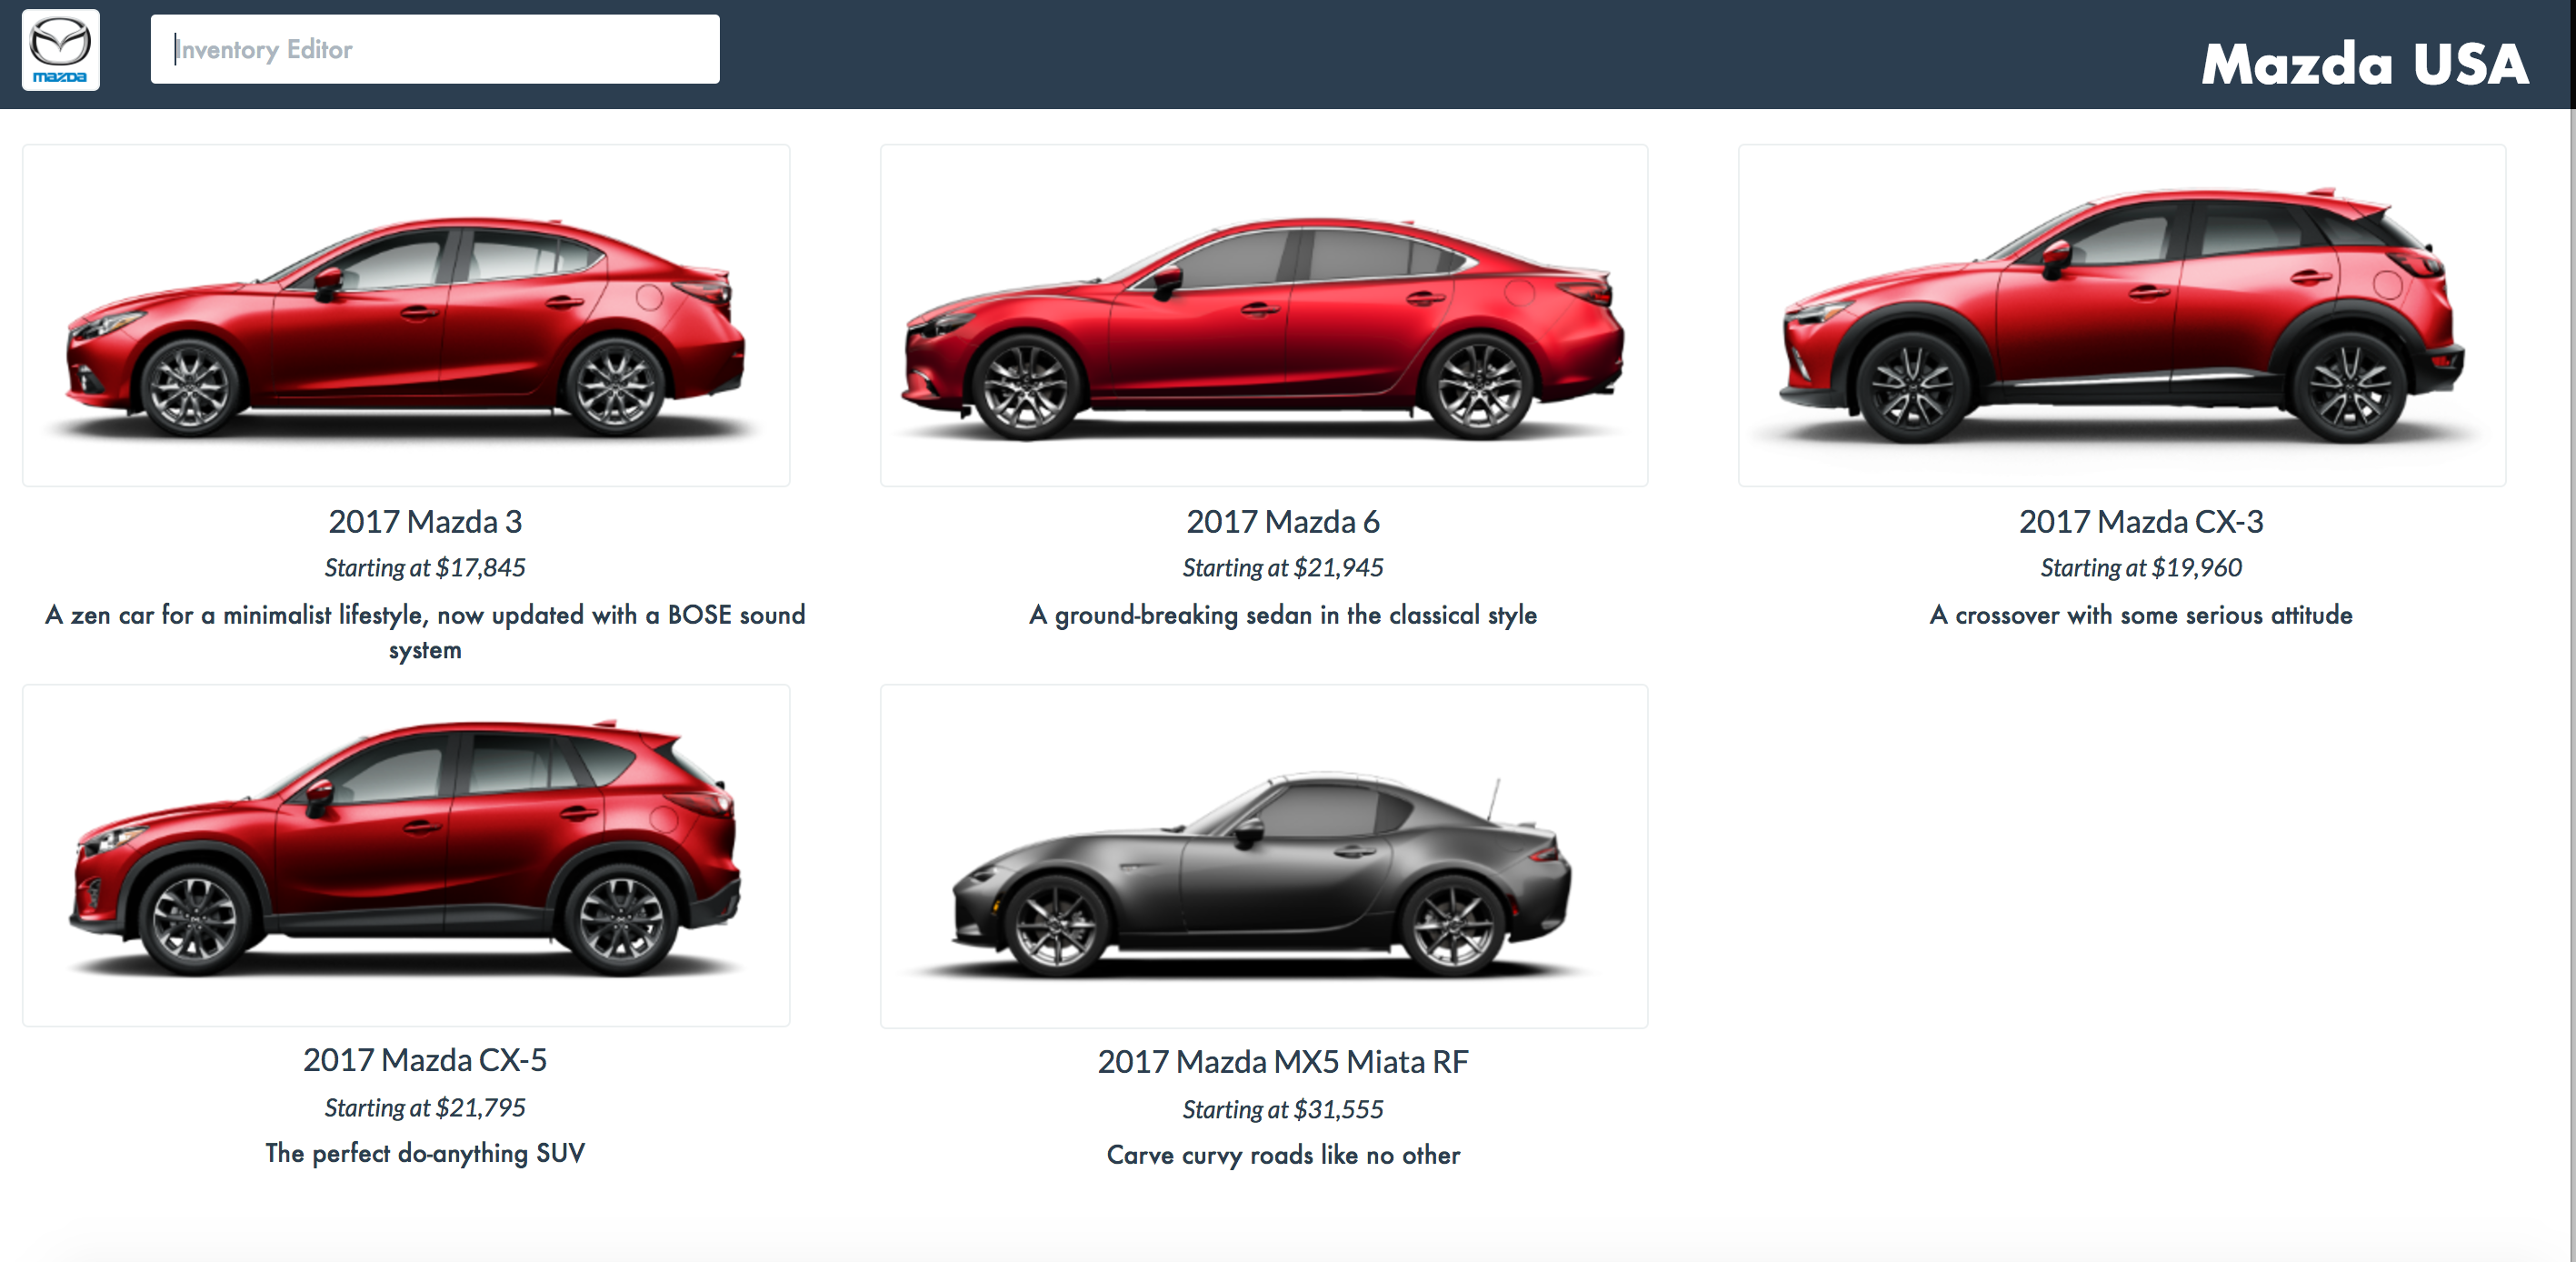 mazda
Inventory Editor
Mazda USA
2017 Mazda 3
Starting at $17,845
A zen car for a minimalist lifestyle, now updated with a BOSE sound
system
2017 Mazda 6
Starting at $21,945
A ground-breaking sedan in the classical style
2017 Mazda CX-3
Starting at $19,960
A crossover with some serious attitude
2017 Mazda CX-5
Starting at $21,795
The perfect do-anything SUV
2017 Mazda MX5 Miata RF
Starting at $31,555
Carve curvy roads like no other